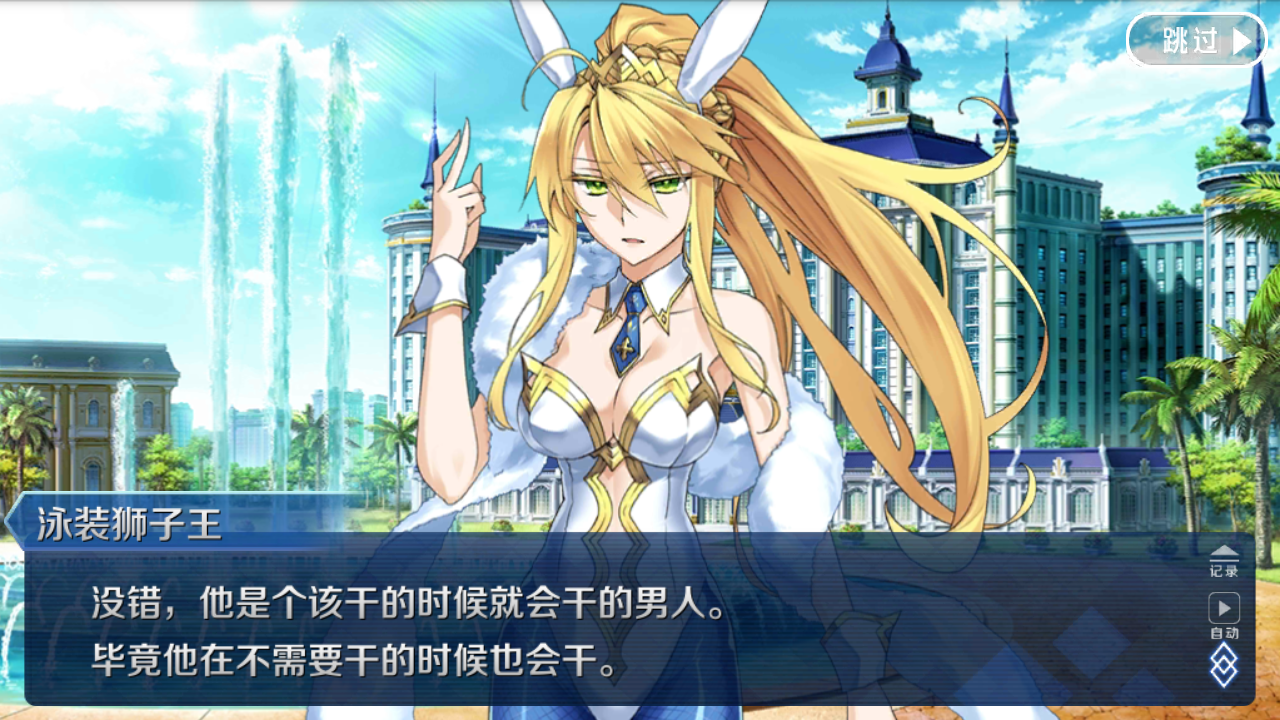 跳过
泳装狮子王
没错，他是个该干的时候就会干的男人。
毕竟他在不需要干的时候也会干。
记录
自动